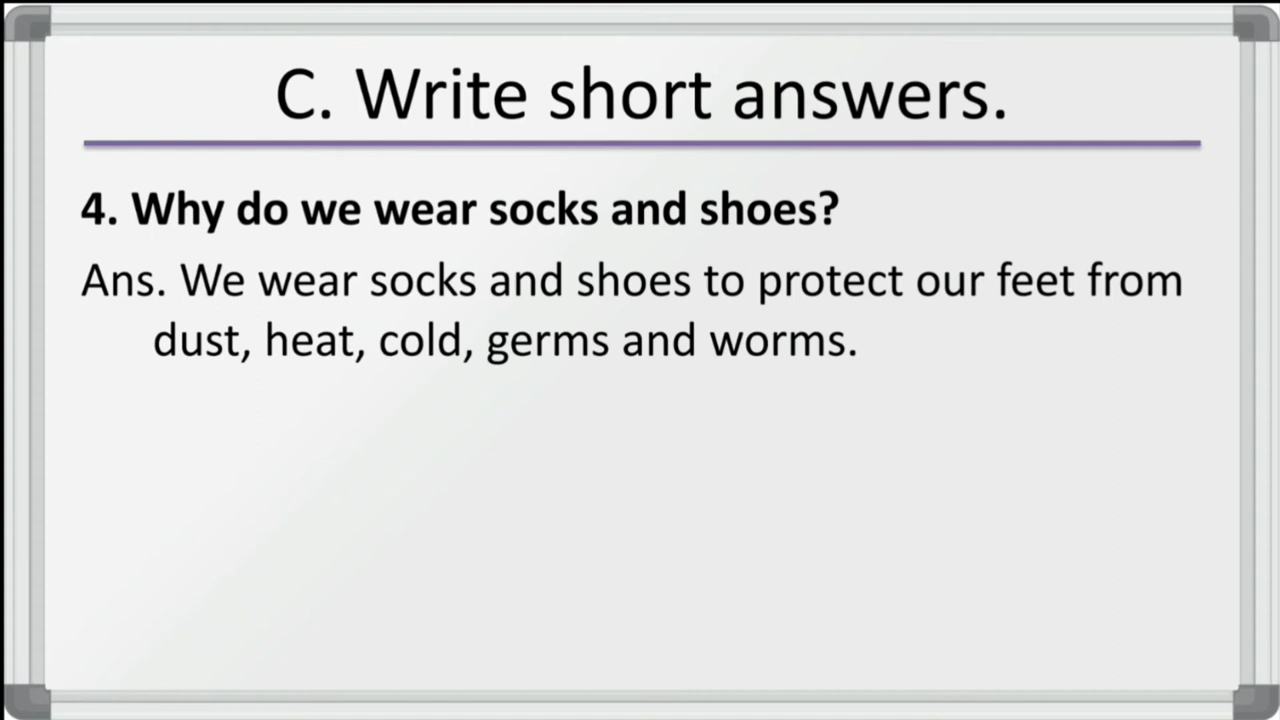 C. Write short answers.
4. Why do we wear socks and shoes?
Ans. We wear socks and shoes to protect our feet from
dust, heat, cold, germs and worms.